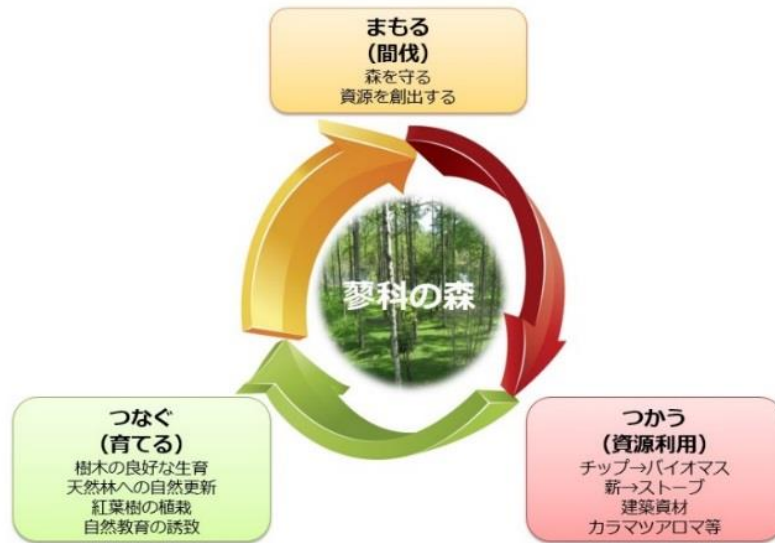 まもる
（間伐）
森を守る
資源を創出する
蓼科の森
つなぐ
（育てる）
樹木の良好な生育
天然林への自然更新
紅葉樹の植栽
自然教育の誘致
つかう
（資源利用）
チップ→バイオマス
薪→ストーブ
建築資材
カラマツアロマ等